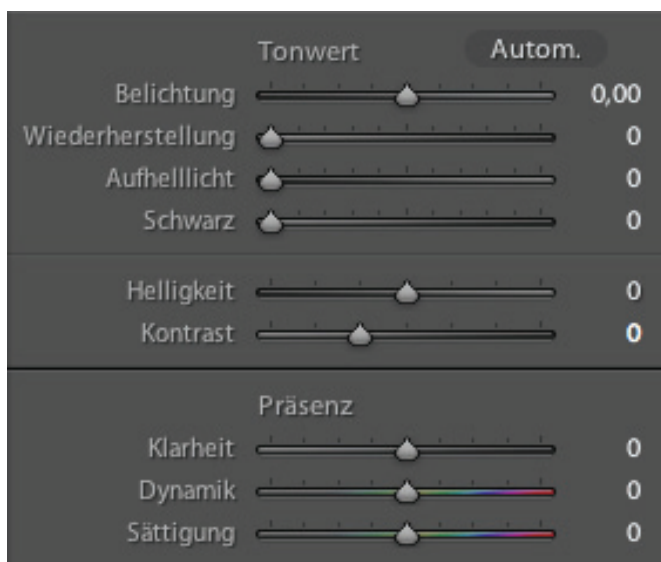 Tonwert Autom.
Belichtung 0,00
Wiederherstellung 0
Aufhelllicht 0
Schwarz 0
Helligkeit 0
Kontrast 0
Präsenz
Klarheit 0
Dynamik 0
Sättigung 0